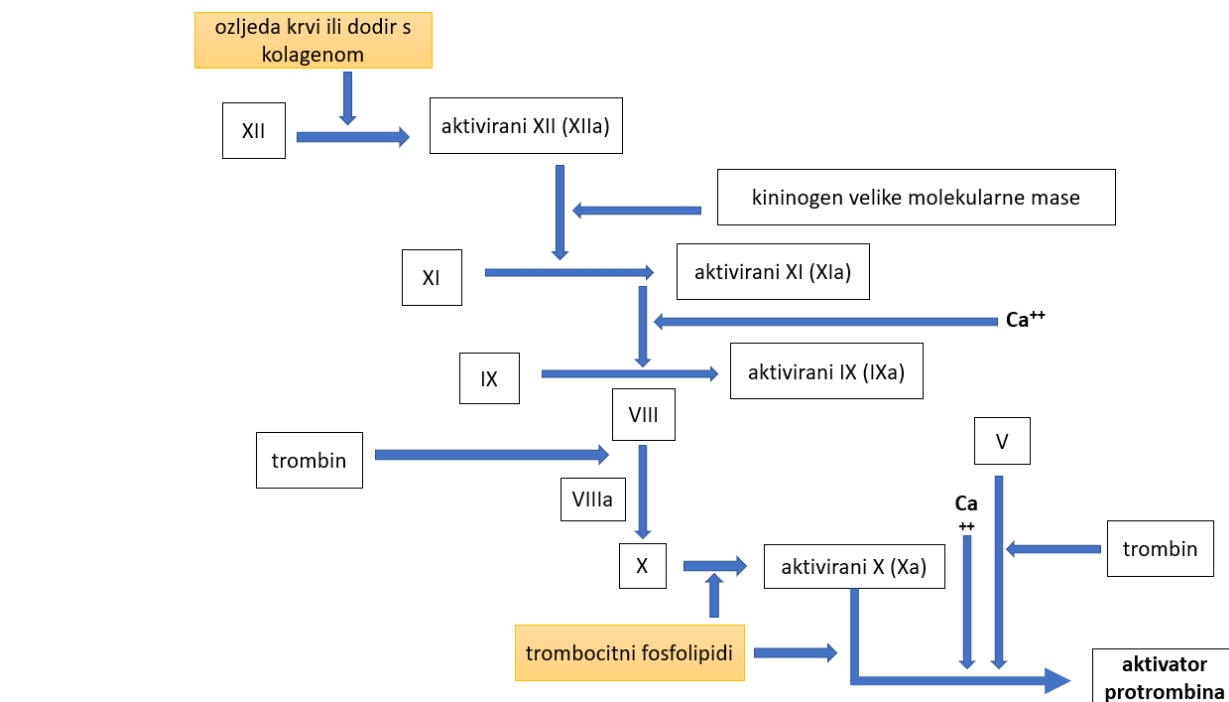 ozljeda krvi ili dodir s
kolagenom
XII
aktivirani XII (XIIa)
kininogen velike molekularne mase
XI
aktivirani XI (XIa)
Ca⁺⁺
IX
aktivirani IX (IXa)
VIII
V
trombin
VIIIa
Ca
++
trombin
X
aktivirani X (Xa)
trombocitni fosfolipidi
aktivator
protrombina